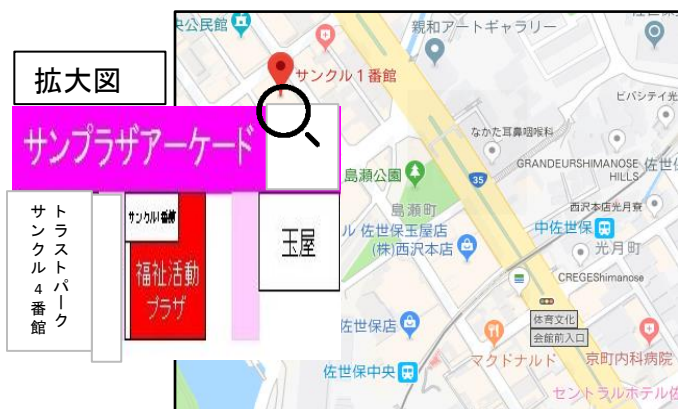 拡大図
サンプラザアーケード
トラストパーク
サンクル4番館
サンクル1番館
福祉活動
プラザ
玉屋
央公民館
サンクル1番館
親和アートギャラリー
ビバシティ光
なかた耳鼻咽喉科
島瀬公園
GRANDEURSHIMANOSE
HILLS
佐世
35
島瀬町
西沢本店光月寮
ル 佐世保玉屋店
(株)西沢本店
中佐世保
光月町
CREGEShimanose
佐世保店
体育文化
会館前入口
マクドナルド
京町内科病院
佐世保中央
セントラルホテル佐